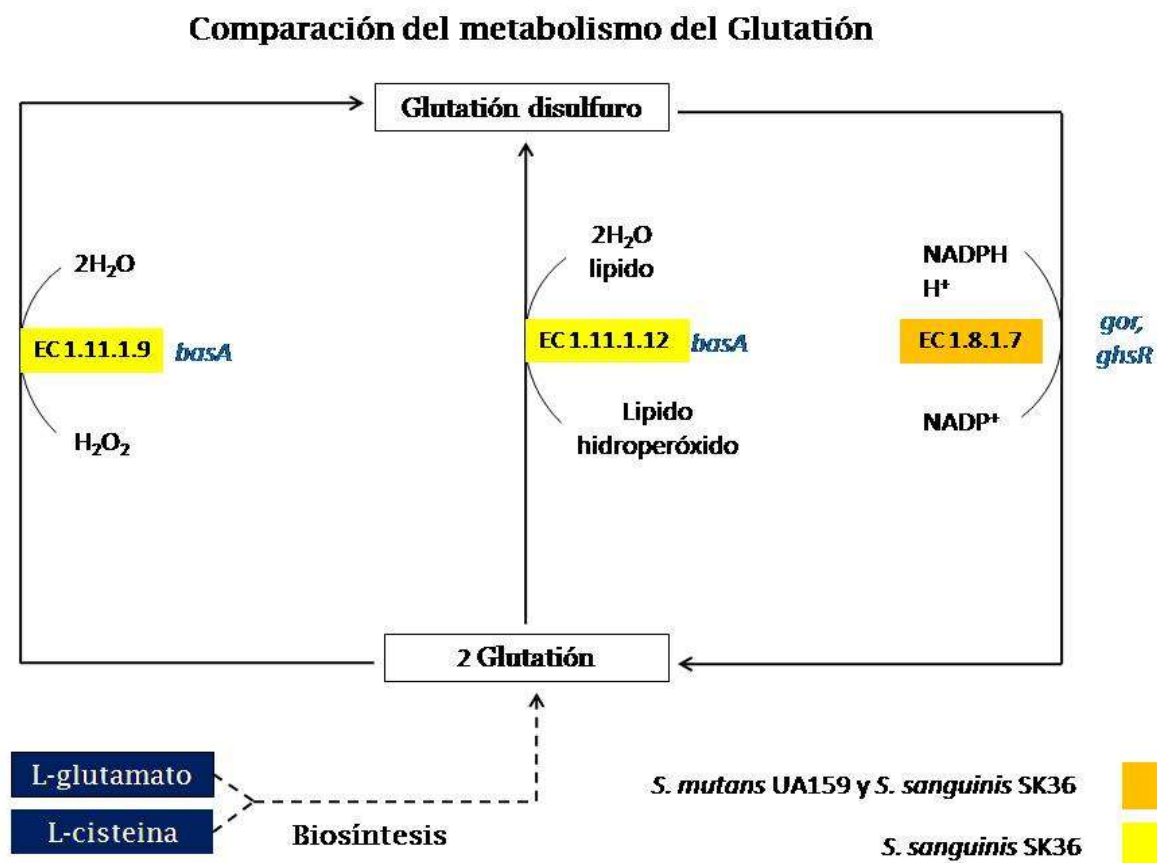 Comparación del metabolismo del Glutatión
Glutatión disulfuro
2H₂O
EC 1.11.1.9
basA
H₂O₂
2H₂O
lipido
EC 1.11.1.12
basA
Lipido
hidroperóxido
NADPH
H⁺
EC 1.8.1.7
gor,
ghsR
NADP⁺
2 Glutatión
L-glutamato
L-cisteina
Biosíntesis
S. mutans UA159 y S. sanguinis SK36
S. sanguinis SK36